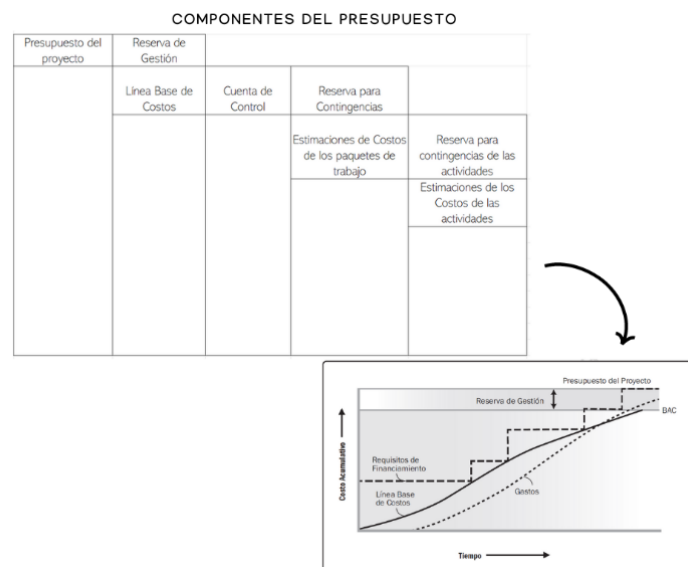 COMPONENTES DEL PRESUPUESTO
Presupuesto del
proyecto
Reserva de
Gestión
Línea Base de
Costos
Cuenta de
Control
Reserva para
Contingencias
Estimaciones de Costos
de los paquetes de
trabajo
Reserva para
contingencias de las
actividades
Estimaciones de los
Costos de las
actividades
Presupuesto del Proyecto
Reserva de Gestión
BAC
Requisitos de
Financiamiento
Línea Base
de Costos
Gastos
Costo Acumulativo
Tiempo